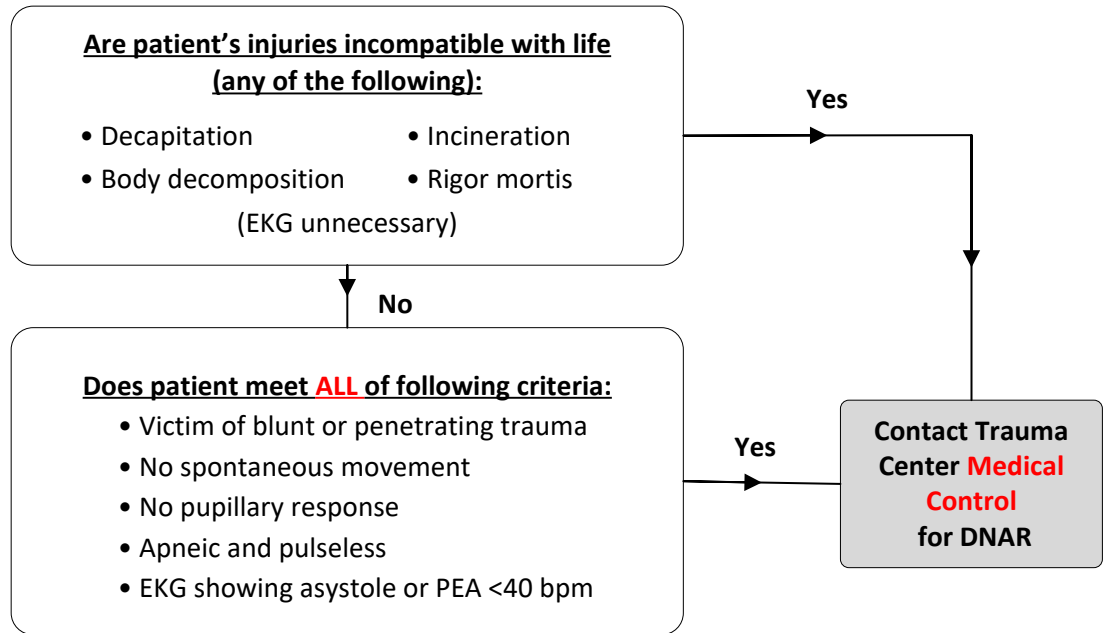 Are patient’s injuries incompatible with life
(any of the following):
• Decapitation
• Incineration
• Body decomposition
• Rigor mortis
(EKG unnecessary)
Yes
No
Does patient meet ALL of following criteria:
• Victim of blunt or penetrating trauma
• No spontaneous movement
• No pupillary response
• Apneic and pulseless
• EKG showing asystole or PEA <40 bpm
Yes
Contact Trauma
Center Medical
Control
for DNAR